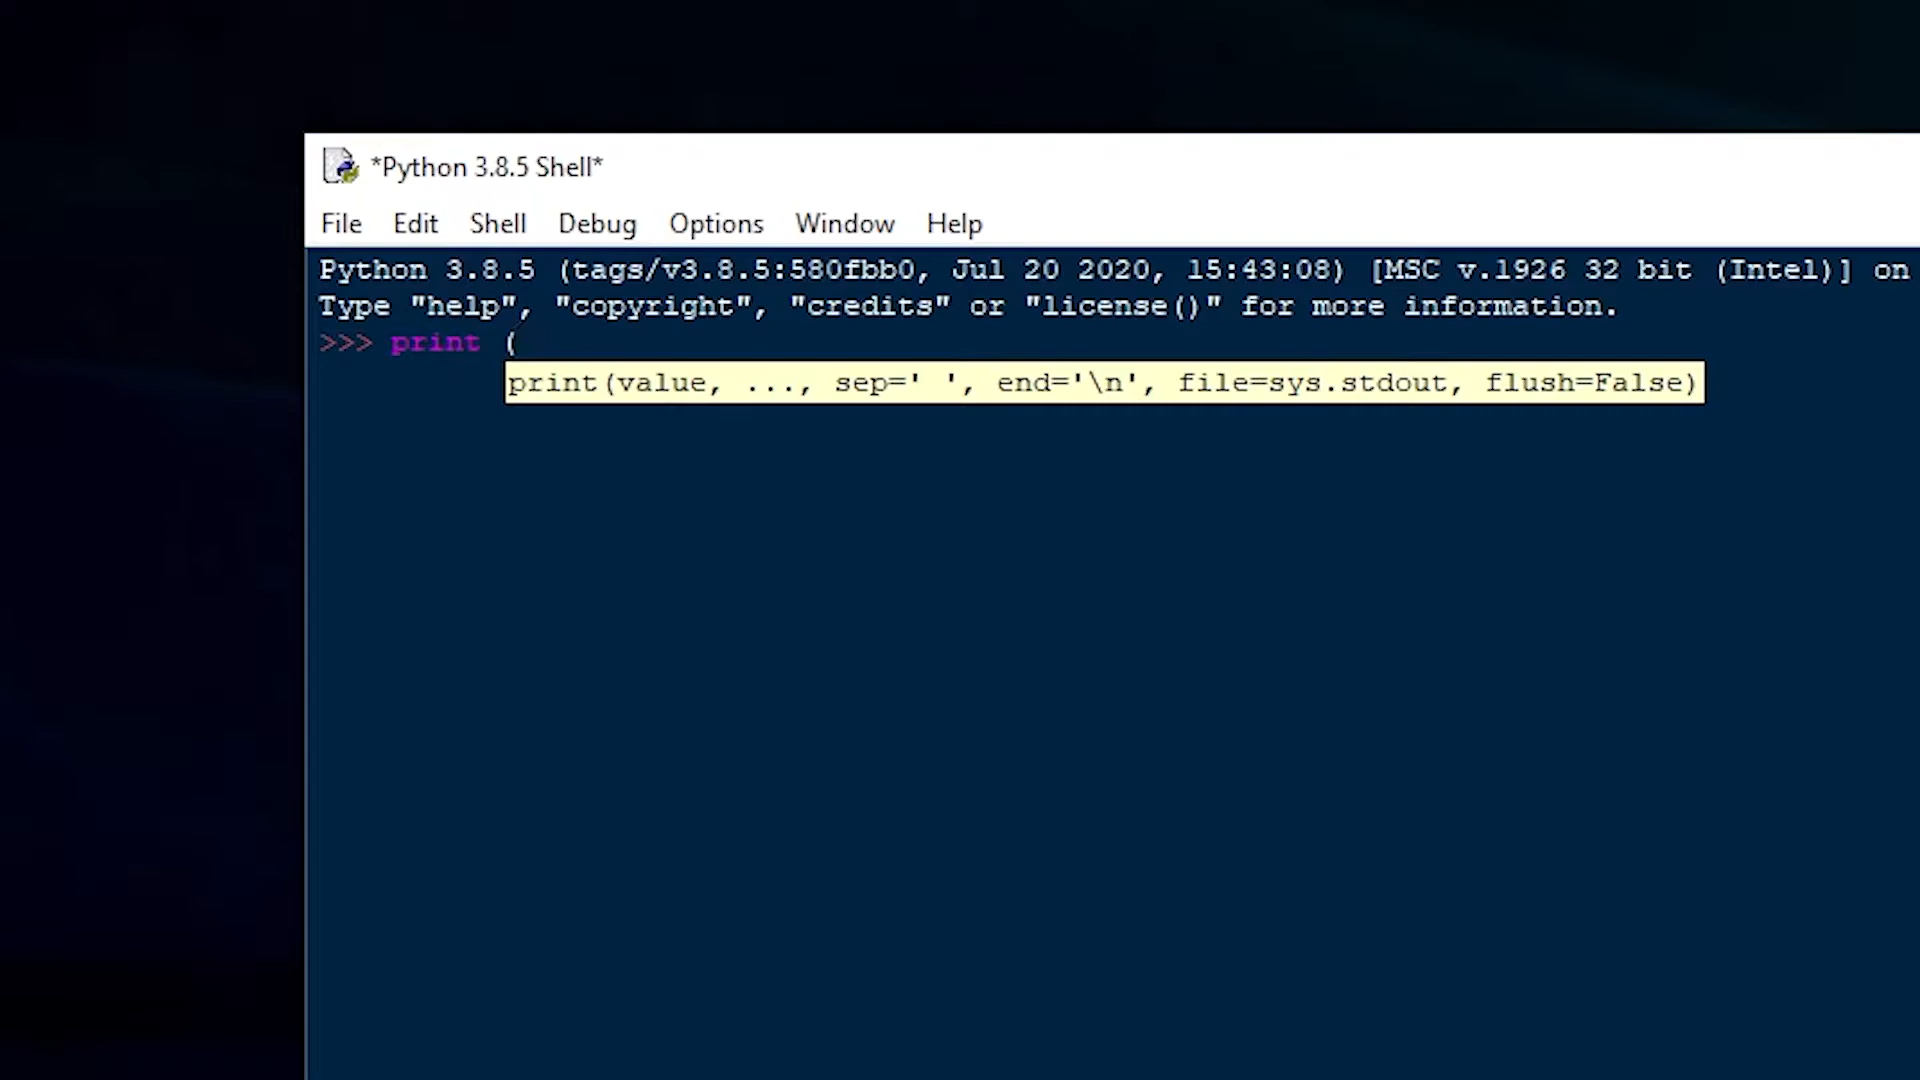 *Python 3.8.5 Shell*
File Edit Shell Debug Options Window Help
Python 3.8.5 (tags/v3.8.5:580fbb0, Jul 20 2020, 15:43:08) [MSC v.1926 32 bit (Intel)] on
Type "help", "copyright", "credits" or "license()" for more information.
>>> print (
print(value, ..., sep=' ', end='\n', file=sys.stdout, flush=False)